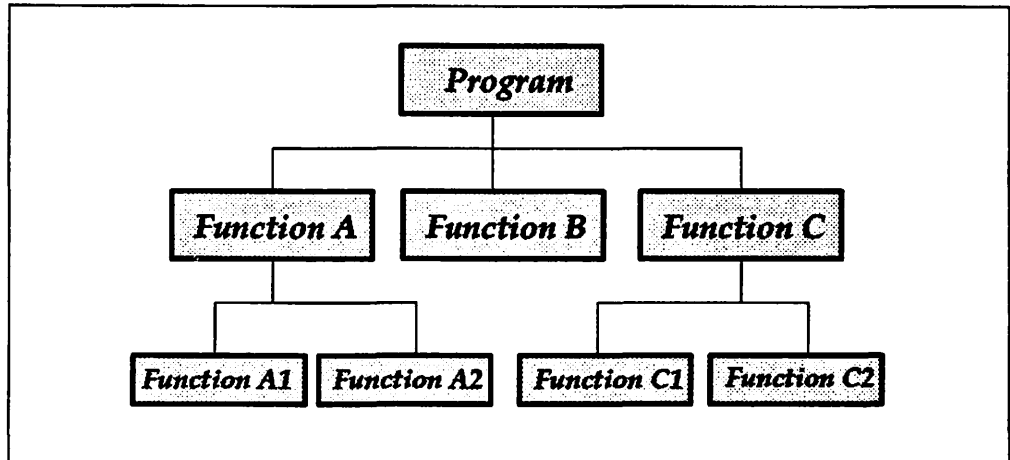 Program
Function A
Function B
Function C
Function A1
Function A2
Function C1
Function C2